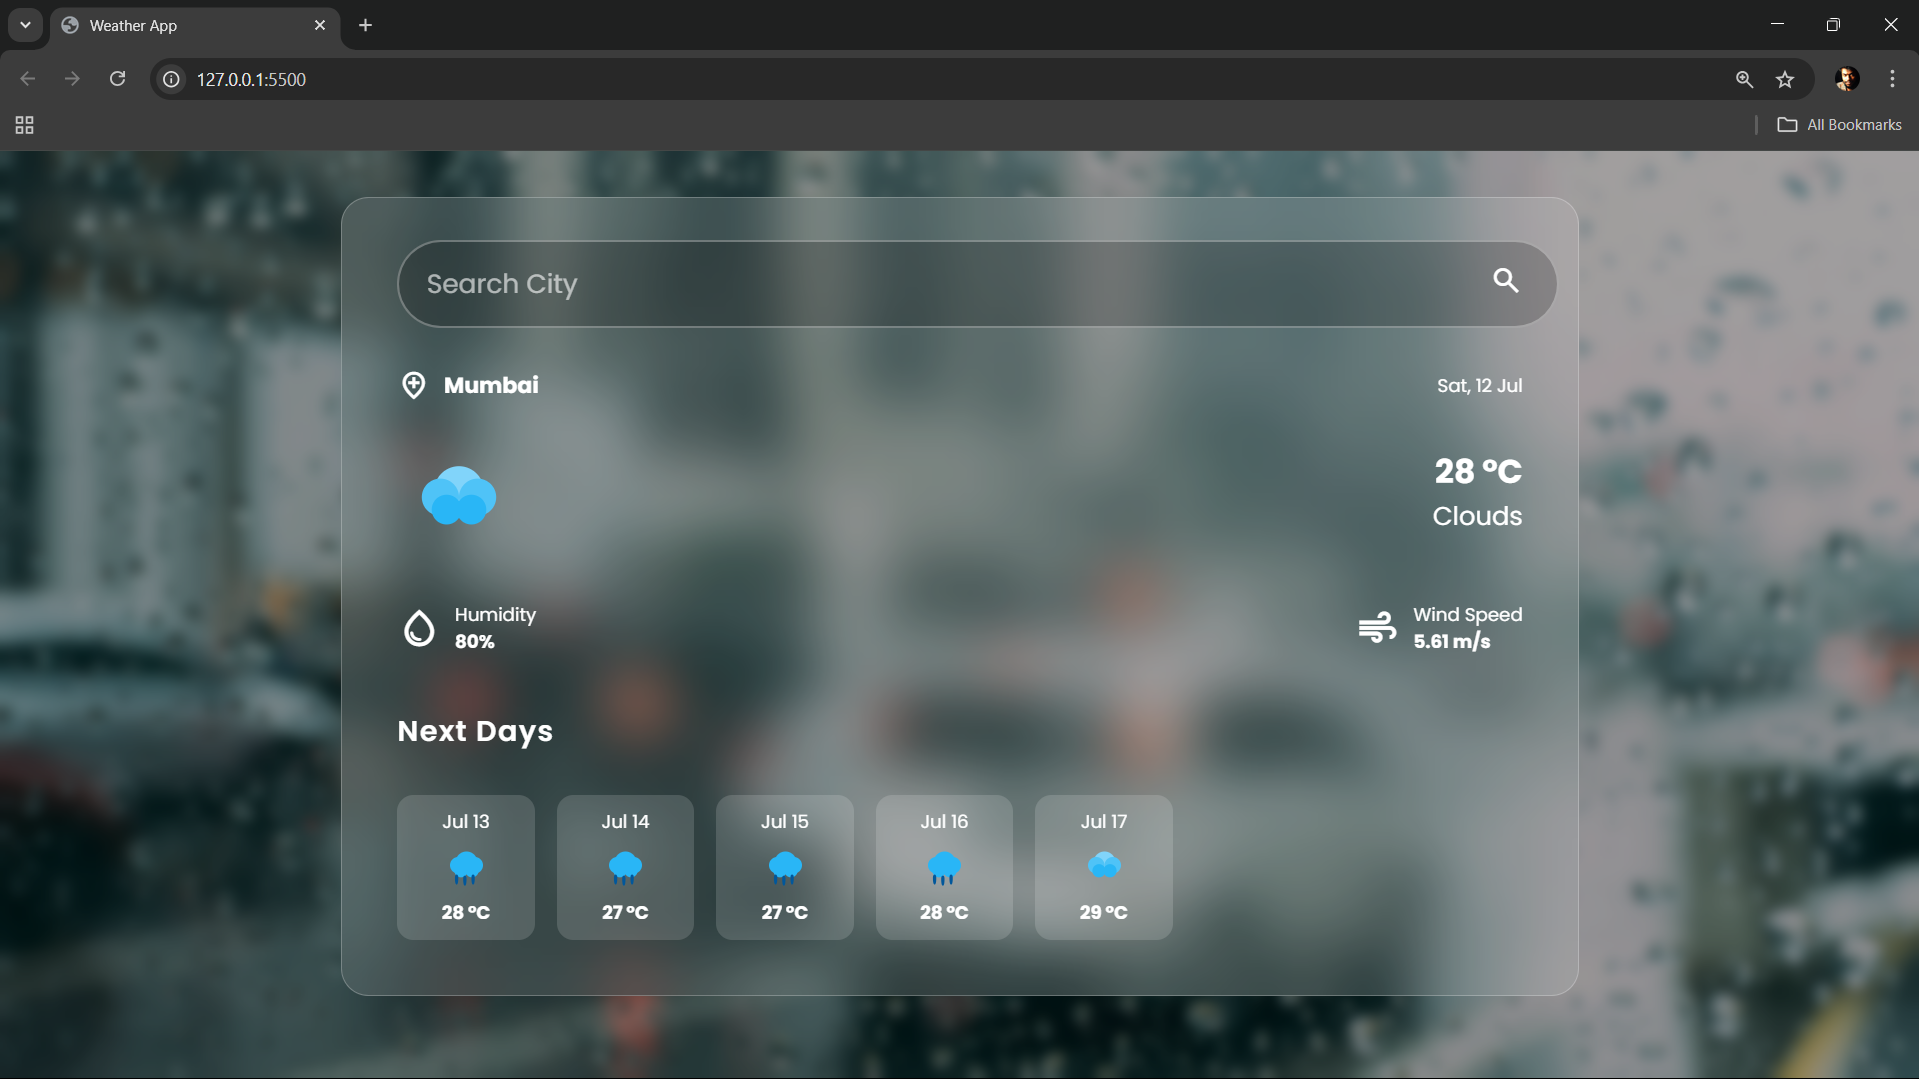 Weather App
127.0.0.1:5500
All Bookmarks
Search City
Mumbai
Sat, 12 Jul
28 °C
Clouds
Humidity
80%
Wind Speed
5.61 m/s
Next Days
Jul 13
28 °C
Jul 14
27 °C
Jul 15
27 °C
Jul 16
28 °C
Jul 17
29 °C